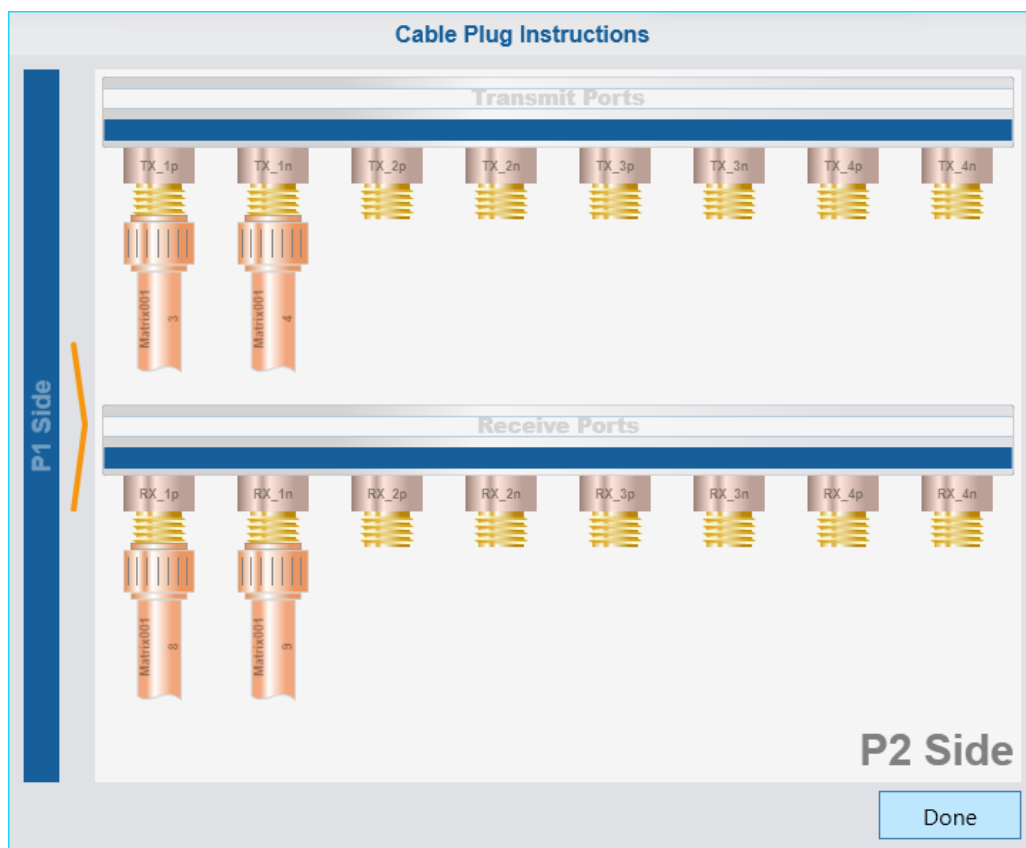 Cable Plug Instructions
P1 Side
Transmit Ports
TX_1p TX_1n TX_2p TX_2n TX_3p TX_3n TX_4p TX_4n
Matrix001 3
Matrix001 4
Receive Ports
RX_1p RX_1n RX_2p RX_2n RX_3p RX_3n RX_4p RX_4n
Matrix001 8
Matrix001 9
P2 Side
Done